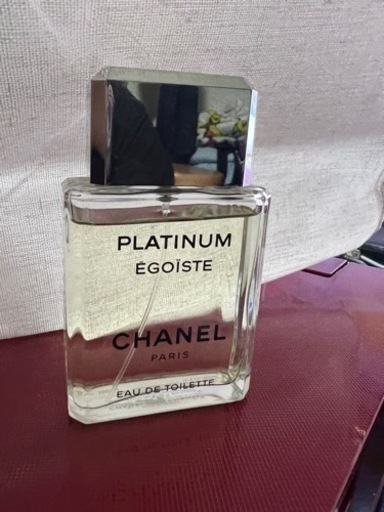 PLATINUM
ÉGOÏSTE
CHANEL
PARIS
EAU DE TOILETTE